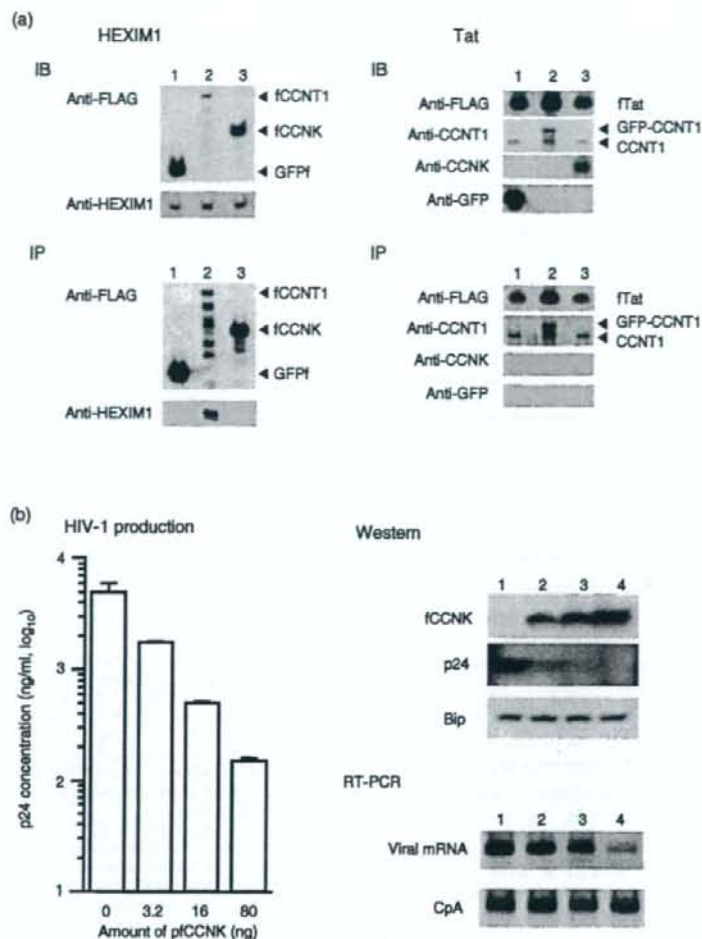 (a)
HEXIM1
Tat
IB
1 2 3
Anti-FLAG
fCCNT1
fCCNK
GFPf
Anti-HEXIM1
IB
1 2 3
Anti-FLAG
fTat
Anti-CCNT1
GFP-CCNT1
CCNT1
Anti-CCNK
Anti-GFP
IP
1 2 3
Anti-FLAG
fCCNT1
fCCNK
GFPf
Anti-HEXIM1
IP
1 2 3
Anti-FLAG
fTat
Anti-CCNT1
GFP-CCNT1
CCNT1
Anti-CCNK
Anti-GFP
(b)
HIV-1 production
p24 concentration (ng/ml, log10)
4
3
2
1
0 3.2 16 80
Amount of pfCCNK (ng)
Western
1 2 3 4
fCCNK
p24
Bip
RT-PCR
1 2 3 4
Viral mRNA
CpA